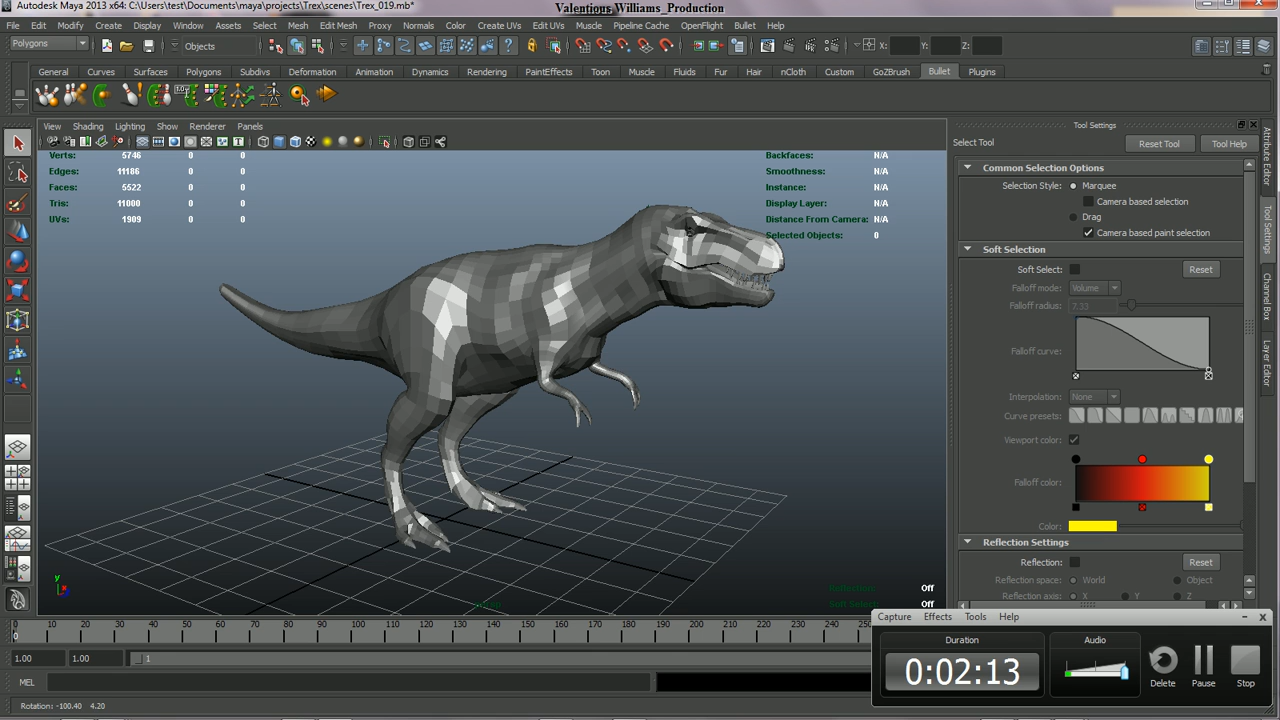 Autodesk Maya 2013 x64: C:\Users\test\Documents\maya\projects\Trex\scenes\Trex_019.mb*
Valentious_Williams_Production
File Edit Modify Create Display Window Assets Select Mesh Edit Mesh Proxy Normals Color Create UVs Edit UVs Muscle Pipeline Cache OpenFlight Bullet Help
Polygons Objects X: Y: Z:
General Curves Surfaces Polygons Subdivs Deformation Animation Dynamics Rendering PaintEffects Toon Muscle Fluids Fur Hair nCloth Custom GoZBrush Bullet Plugins
View Shading Lighting Show Renderer Panels
Verts: 5746 0 0
Edges: 11186 0 0
Faces: 5522 0 0
Tris: 11000 0 0
UVs: 1909 0 0
Backfaces: N/A
Smoothness: N/A
Instance: N/A
Display Layer: N/A
Distance From Camera: N/A
Selected Objects: 0
y
x
persp
Reflection: Off
Soft Select: Off
Tool Settings
Select Tool Reset Tool Tool Help
Common Selection Options
Selection Style: Marquee
Camera based selection
Drag
Camera based paint selection
Soft Selection
Soft Select: Reset
Falloff mode: Volume
Falloff radius: 7.33
Falloff curve:
Interpolation: None
Curve presets:
Viewport color:
Falloff color:
Color:
Reflection Settings
Reflection: Reset
Reflection space: World Object
Reflection axis: X Y Z
Attribute Editor
Tool Settings
Channel Box
Layer Editor
0 10 20 30 40 50 60 70 80 90 100 110 120 130 140 150 160 170 180 190 200 210 220 230 240
0
1.00 1.00 1
MEL
Rotation: -100.40 4.20
Capture Effects Tools Help
Duration
0:02:13
Audio
Delete Pause Stop